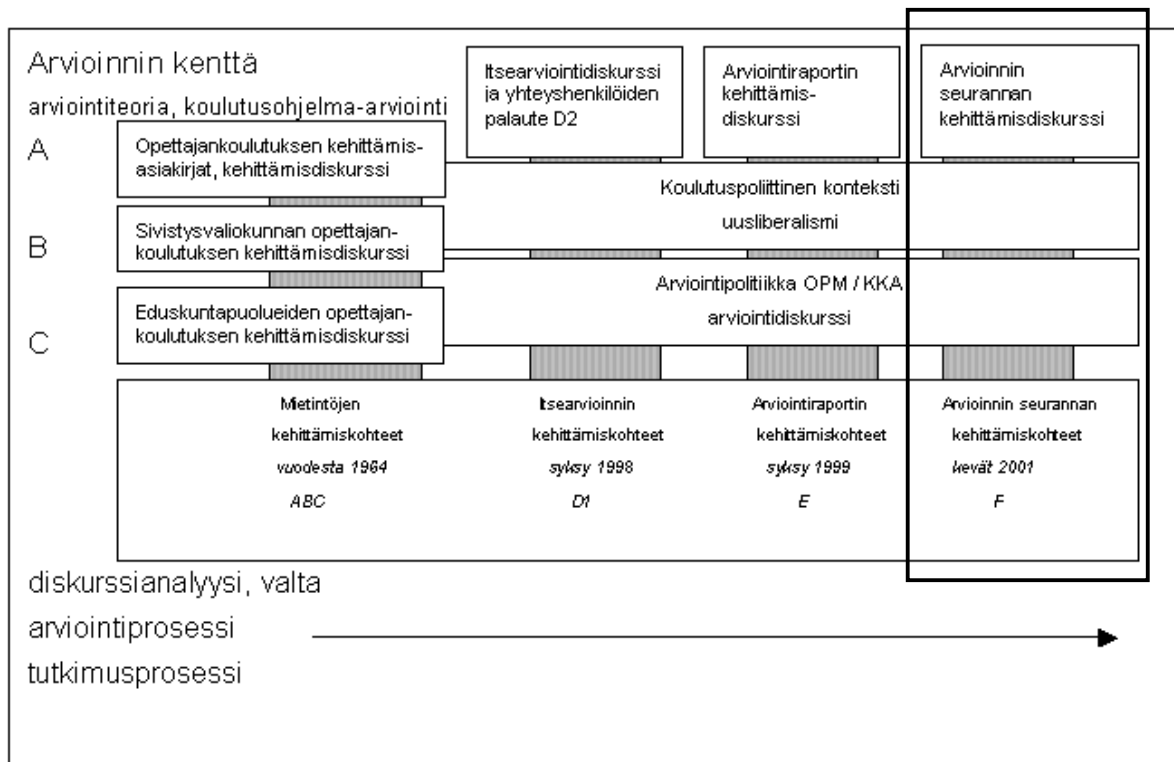 Arvioinnin kenttä
arviointiteoria, koulutusohjelma-arviointi
Itsearviointidiskurssi
ja yhteyshenkilöiden
palaute D2
Arviointiraportin
kehittämis-
diskurssi
Arvioinnin
seurannan
kehittämisdiskurssi
A
Opettajankoulutuksen kehittämis-
asiakirjat, kehittämisdiskurssi
Koulutuspoliittinen konteksti
uusliberalismi
B
Sivistysvaliokunnan opettajan-
koulutuksen kehittämisdiskurssi
Arviointipolitiikka OPM / KKA
arviointidiskurssi
C
Eduskuntapuolueiden opettajan-
koulutuksen kehittämisdiskurssi
Mietintöjen
kehittämiskohteet
vuodesta 1964
ABC
Itsearvioinnin
kehittämiskohteet
syksy 1998
D1
Arviointiraportin
kehittämiskohteet
syksy 1999
E
Arvioinnin seurannan
kehittämiskohteet
kevät 2001
F
diskurssianalyysi, valta
arviointiprosessi
tutkimusprosessi